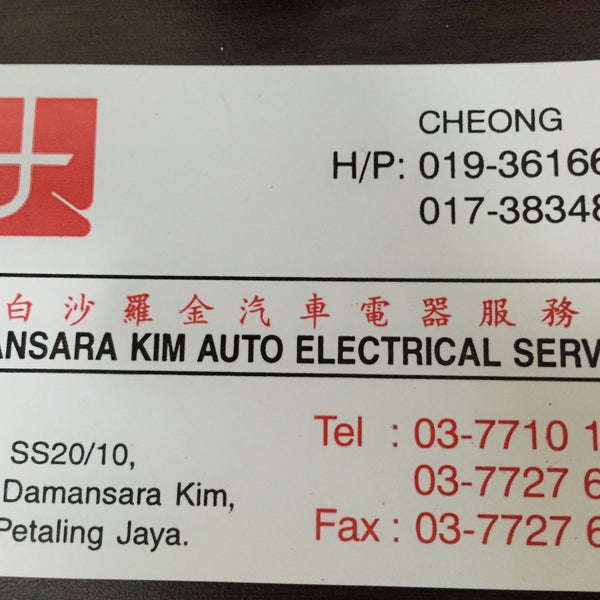 CHEONG
H/P: 019-36166
017-38348
白沙羅金汽車電器服務
ANSARA KIM AUTO ELECTRICAL SERV
SS20/10,
Damansara Kim,
Petaling Jaya.
Tel : 03-7710 1
03-7727 6
Fax : 03-7727 6